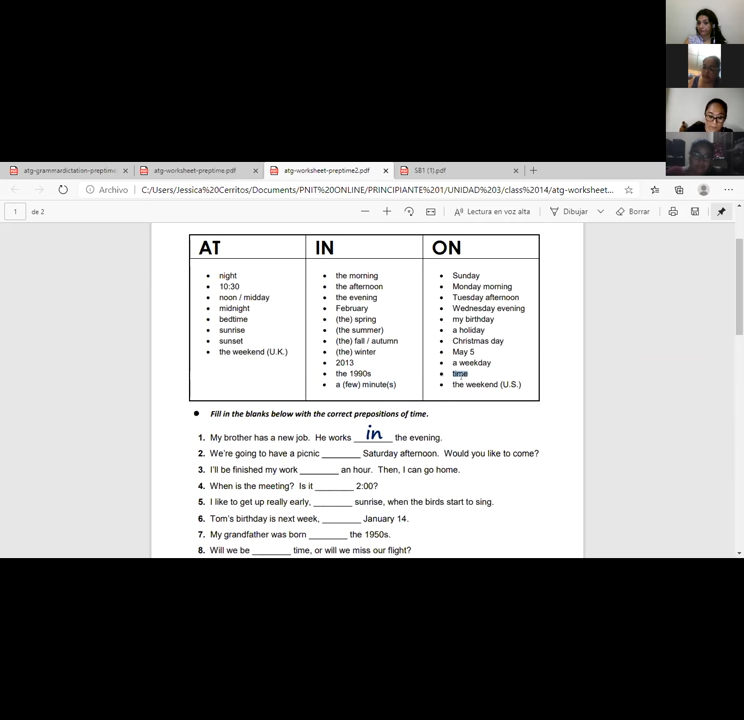 atg-grammardictation-preptime
atg-worksheet-preptime.pdf
atg-worksheet-preptime2.pdf
SB1 (1).pdf
Archivo
C:/Users/Jessica%20Cerritos/Documents/PNIT%20ONLINE/PRINCIPIANTE%201/UNIDAD%203/class%2014/atg-worksheet...
1 de 2
Lectura en voz alta
Dibujar
Borrar
AT IN ON
• night
• 10:30
• noon / midday
• midnight
• bedtime
• sunrise
• sunset
• the weekend (U.K.)
• the morning
• the afternoon
• the evening
• February
• (the) spring
• (the summer)
• (the) fall / autumn
• (the) winter
• 2013
• the 1990s
• a (few) minute(s)
• Sunday
• Monday morning
• Tuesday afternoon
• Wednesday evening
• my birthday
• a holiday
• Christmas day
• May 5
• a weekday
• time
• the weekend (U.S.)
● Fill in the blanks below with the correct prepositions of time.
1. My brother has a new job. He works in the evening.
2. We're going to have a picnic ________ Saturday afternoon. Would you like to come?
3. I'll be finished my work ________ an hour. Then, I can go home.
4. When is the meeting? Is it ________ 2:00?
5. I like to get up really early, ________ sunrise, when the birds start to sing.
6. Tom's birthday is next week, ________ January 14.
7. My grandfather was born ________ the 1950s.
8. Will we be ________ time, or will we miss our flight?